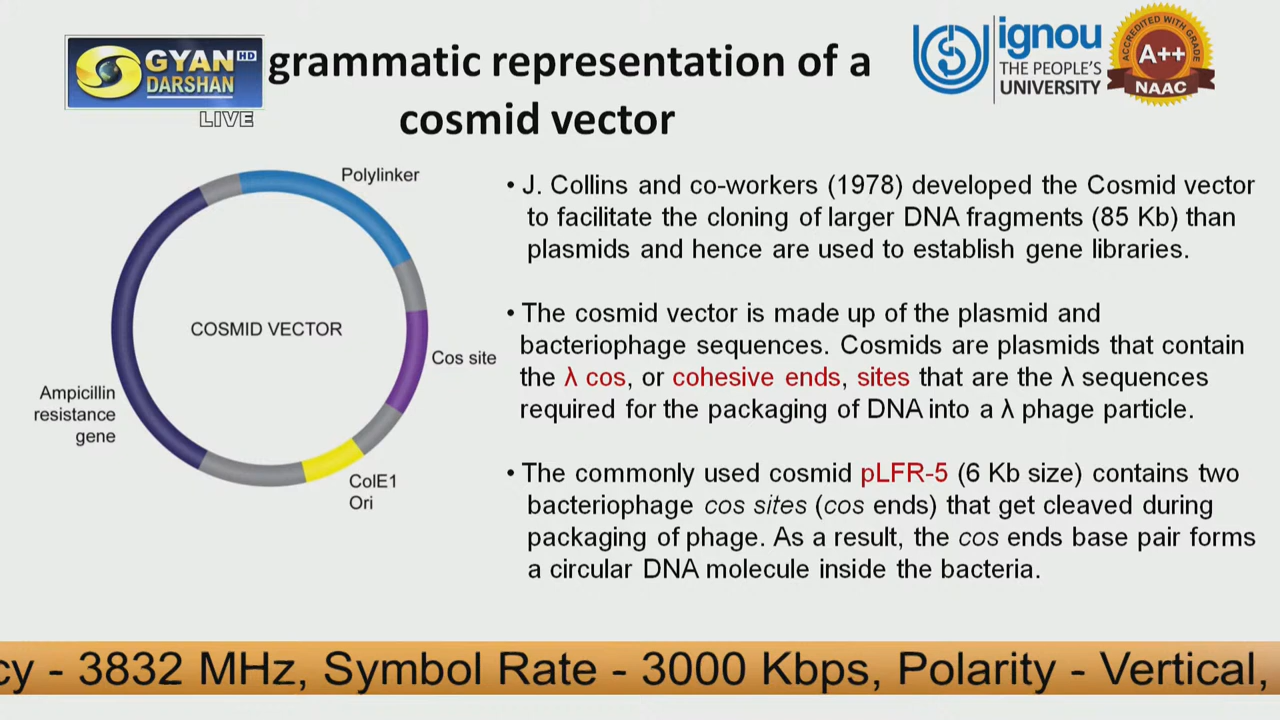 GYAN HD
DARSHAN
LIVE
grammatic representation of a
cosmid vector
ignou
THE PEOPLE'S
UNIVERSITY
ACCREDITED WITH GRADE
A++
NAAC
Polylinker
COSMID VECTOR
Cos site
Ampicillin
resistance
gene
ColE1
Ori
• J. Collins and co-workers (1978) developed the Cosmid vector
to facilitate the cloning of larger DNA fragments (85 Kb) than
plasmids and hence are used to establish gene libraries.
• The cosmid vector is made up of the plasmid and
bacteriophage sequences. Cosmids are plasmids that contain
the λ cos, or cohesive ends, sites that are the λ sequences
required for the packaging of DNA into a λ phage particle.
• The commonly used cosmid pLFR-5 (6 Kb size) contains two
bacteriophage cos sites (cos ends) that get cleaved during
packaging of phage. As a result, the cos ends base pair forms
a circular DNA molecule inside the bacteria.
cy - 3832 MHz, Symbol Rate - 3000 Kbps, Polarity - Vertical,